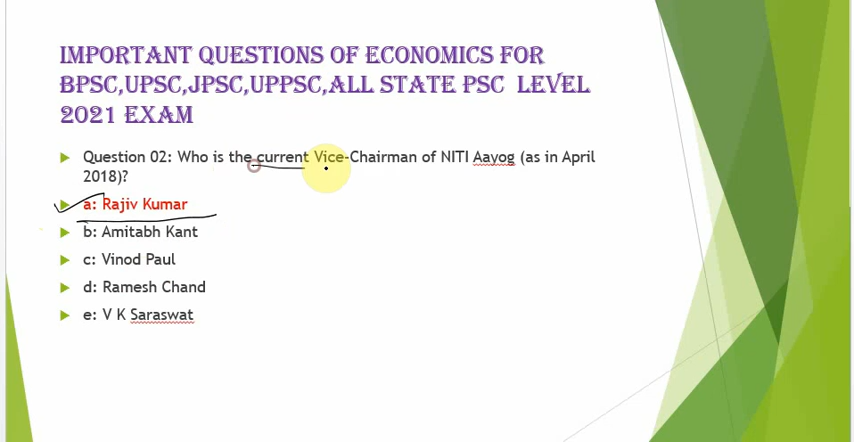 IMPORTANT QUESTIONS OF ECONOMICS FOR
BPSC,UPSC,JPSC,UPPSC,ALL STATE PSC LEVEL
2021 EXAM
Question 02: Who is the current Vice-Chairman of NITI Aayog (as in April
2018)?
a: Rajiv Kumar
b: Amitabh Kant
c: Vinod Paul
d: Ramesh Chand
e: V K Saraswat